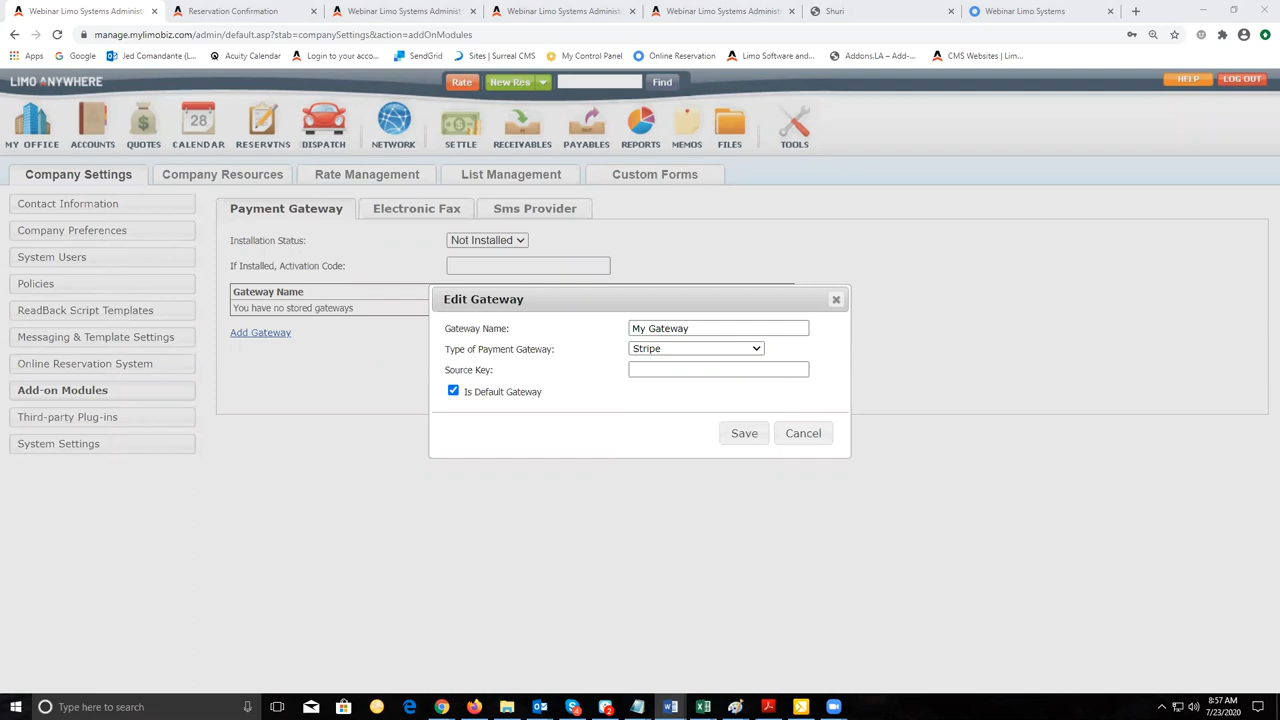 Webinar Limo Systems Administ
Reservation Confirmation
Webinar Limo Systems Administ
Webinar Limo Systems Administ
Webinar Limo Systems Administ
Shuri
Webinar Limo Systems
manage.mylimobiz.com/admin/default.asp?stab=companySettings&action=addOnModules
Apps
Google
Jed Comandante (L...
Acuity Calendar
Login to your acco...
SendGrid
Sites | Surreal CMS
My Control Panel
Online Reservation
Limo Software and...
Addons.LA – Add-...
CMS Websites | Lim...
LIMO ANYWHERE
Rate
New Res
Find
HELP
LOG OUT
28
MY OFFICE
ACCOUNTS
QUOTES
CALENDAR
RESERVTNS
DISPATCH
NETWORK
SETTLE
RECEIVABLES
PAYABLES
REPORTS
MEMOS
FILES
TOOLS
Company Settings
Company Resources
Rate Management
List Management
Custom Forms
Contact Information
Company Preferences
System Users
Policies
ReadBack Script Templates
Messaging & Template Settings
Online Reservation System
Add-on Modules
Third-party Plug-ins
System Settings
Payment Gateway
Electronic Fax
Sms Provider
Installation Status:
Not Installed
If Installed, Activation Code:
Gateway Name
You have no stored gateways
Add Gateway
Edit Gateway
Gateway Name:
My Gateway
Type of Payment Gateway:
Stripe
Source Key:
Is Default Gateway
Save
Cancel
Type here to search
2
8:57 AM
7/23/2020